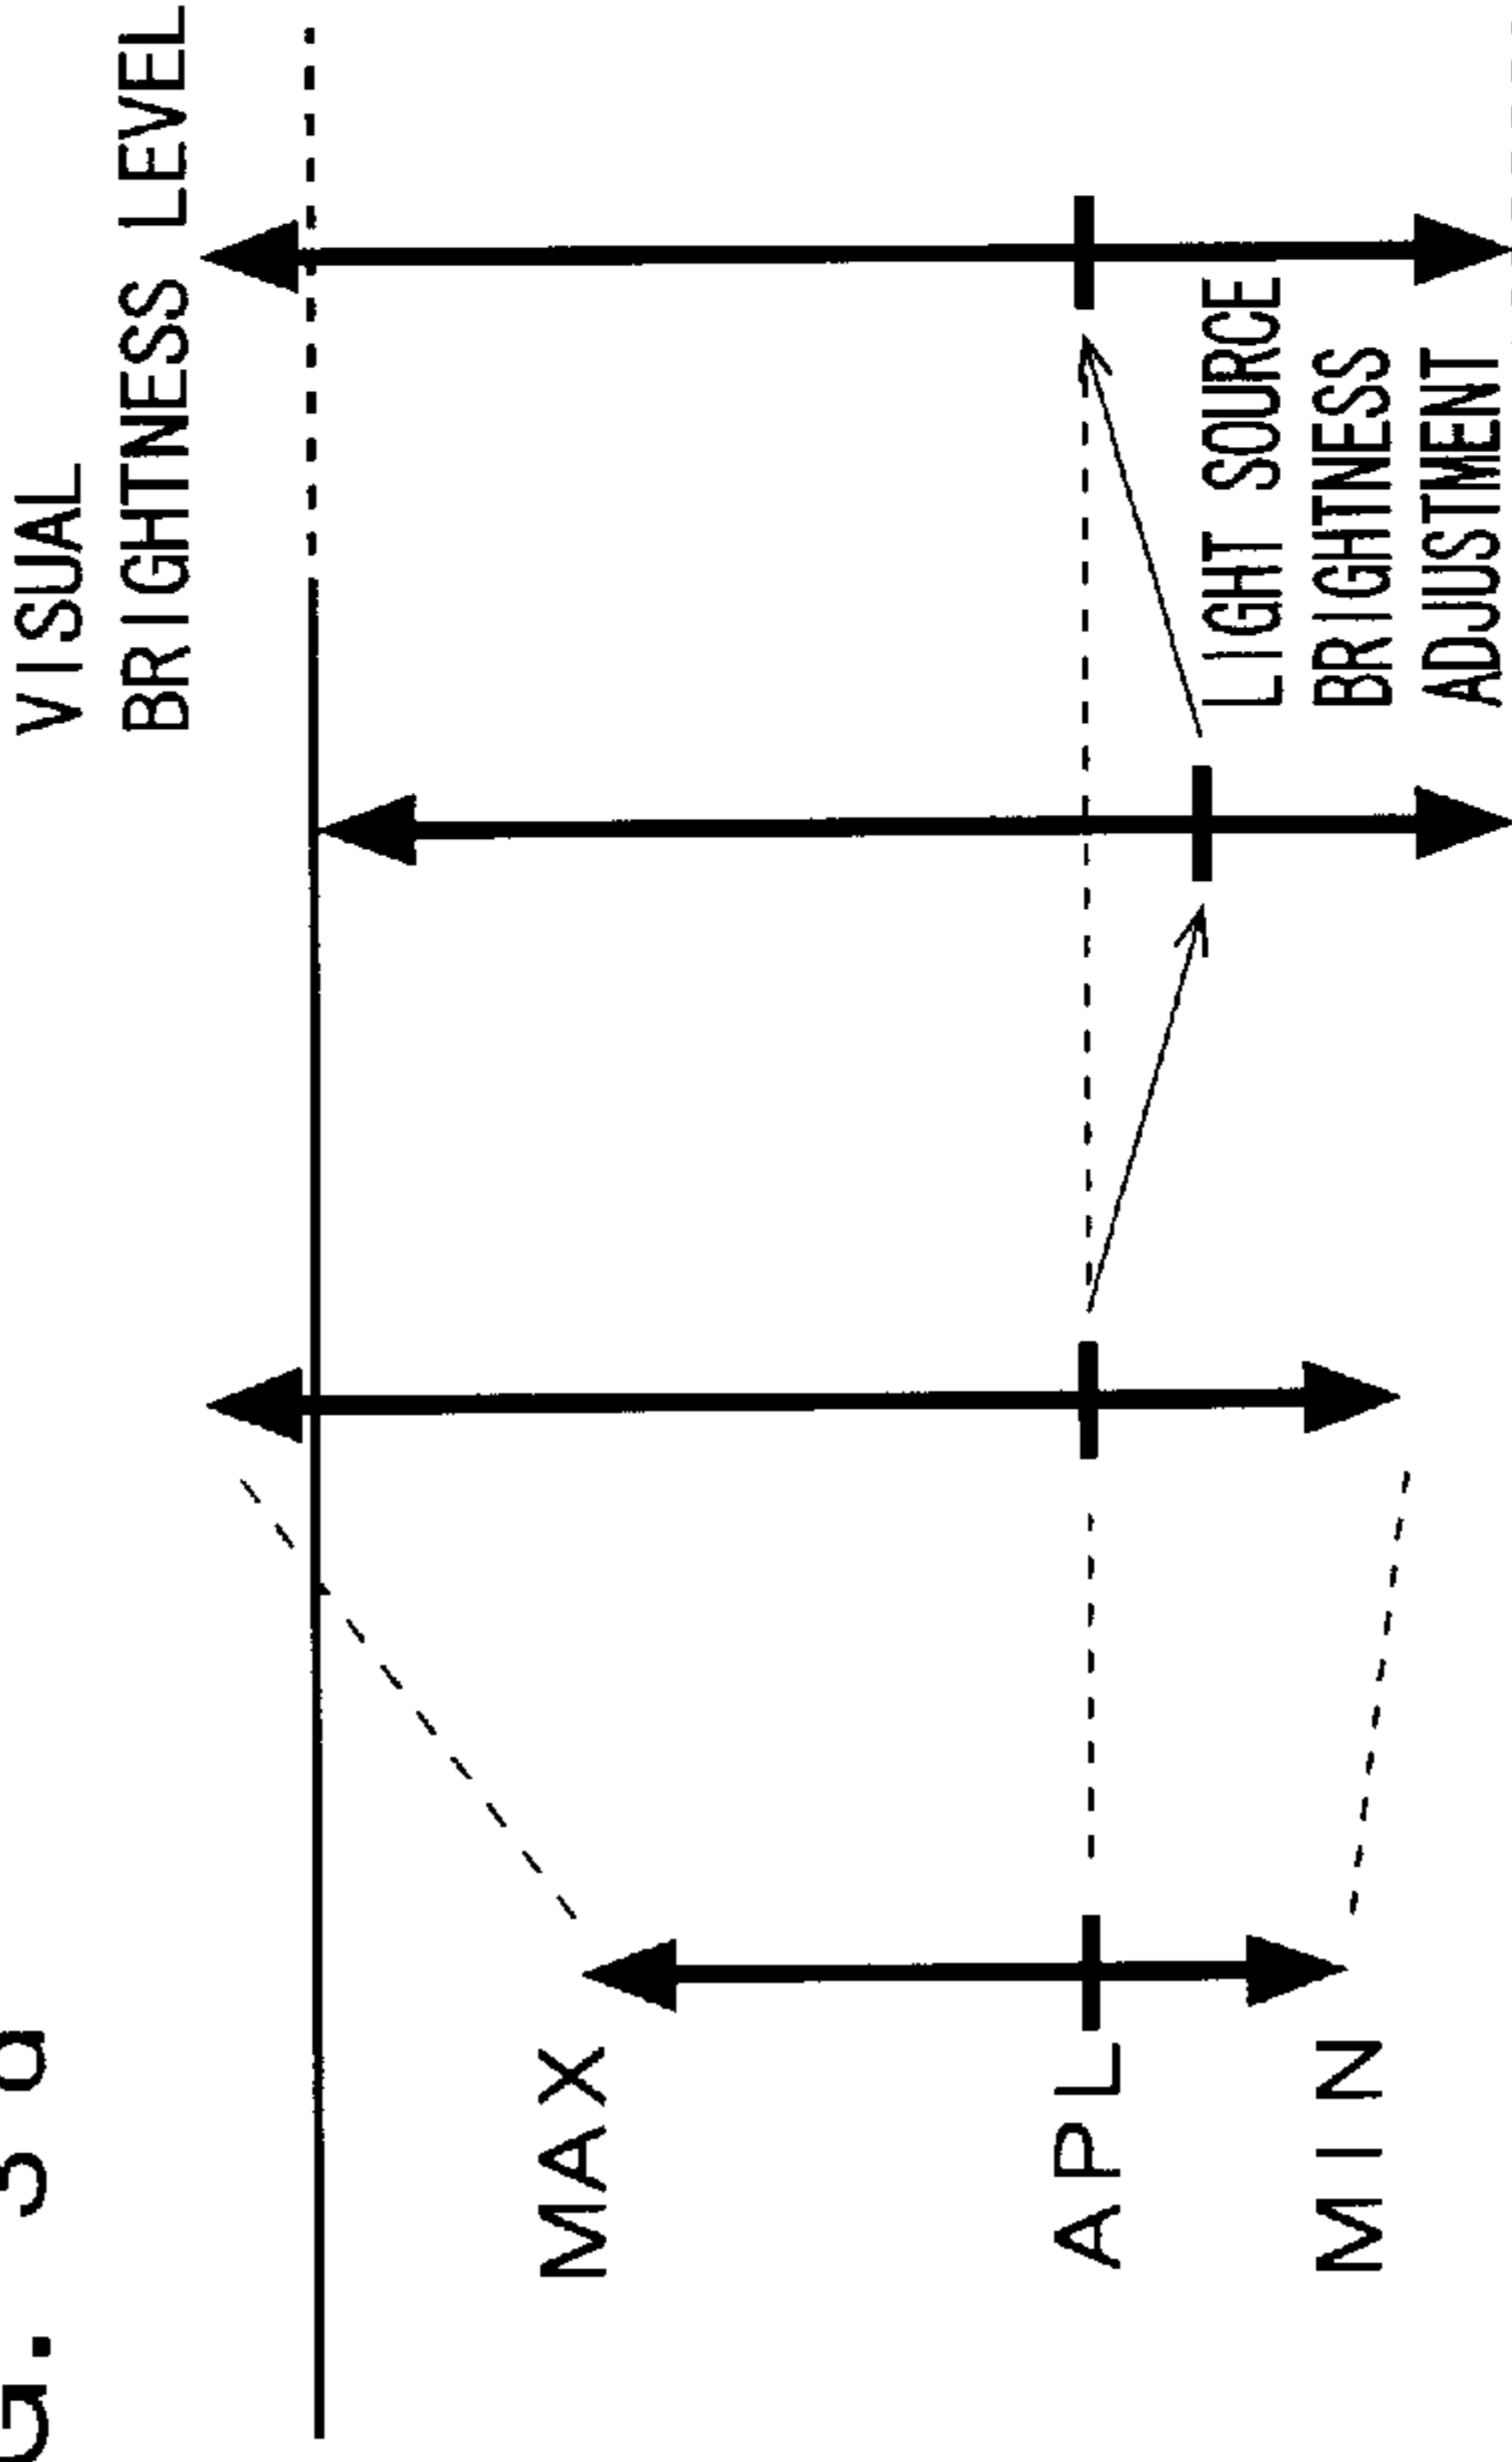 VISUAL
BRIGHTNESS LEVEL
MAX
APL
MIN
LIGHT SOURCE
BRIGHTNESS
ADJUSTMENT